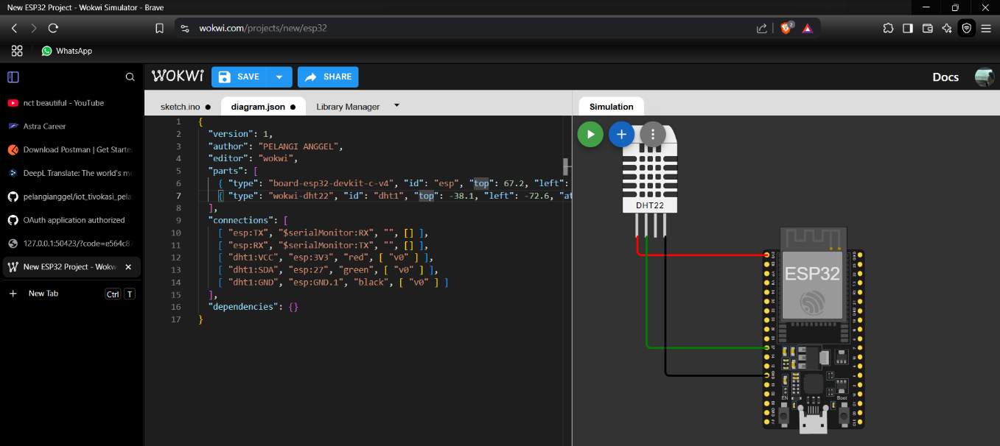 New ESP32 Project - Wokwi Simulator - Brave
wokwi.com/projects/new/esp32
2
WhatsApp
WOKWi
SAVE
SHARE
Docs
nct beautiful - YouTube
Astra Career
Download Postman | Get Starte
DeepL Translate: The world's mo
pelangianggel/iot_tivokasi_pela
OAuth application authorized
127.0.0.1:50423/?code=e564c87
New ESP32 Project - Wokw
New Tab
Ctrl T
sketch.ino ●
diagram.json ●
Library Manager
1 {
2 "version": 1,
3 "author": "PELANGI ANGGEL",
4 "editor": "wokwi",
5 "parts": [
6 { "type": "board-esp32-devkit-c-v4", "id": "esp", "top": 67.2, "left":
7 { "type": "wokwi-dht22", "id": "dht1", "top": -38.1, "left": -72.6, "at
8 ],
9 "connections": [
10 [ "esp:TX", "$serialMonitor:RX", "", [] ],
11 [ "esp:RX", "$serialMonitor:TX", "", [] ],
12 [ "dht1:VCC", "esp:3V3", "red", [ "v0" ] ],
13 [ "dht1:SDA", "esp:27", "green", [ "v0" ] ],
14 [ "dht1:GND", "esp:GND.1", "black", [ "v0" ] ]
15 ],
16 "dependencies": {}
17 }
Simulation
DHT22
ESP32
EN
Boot